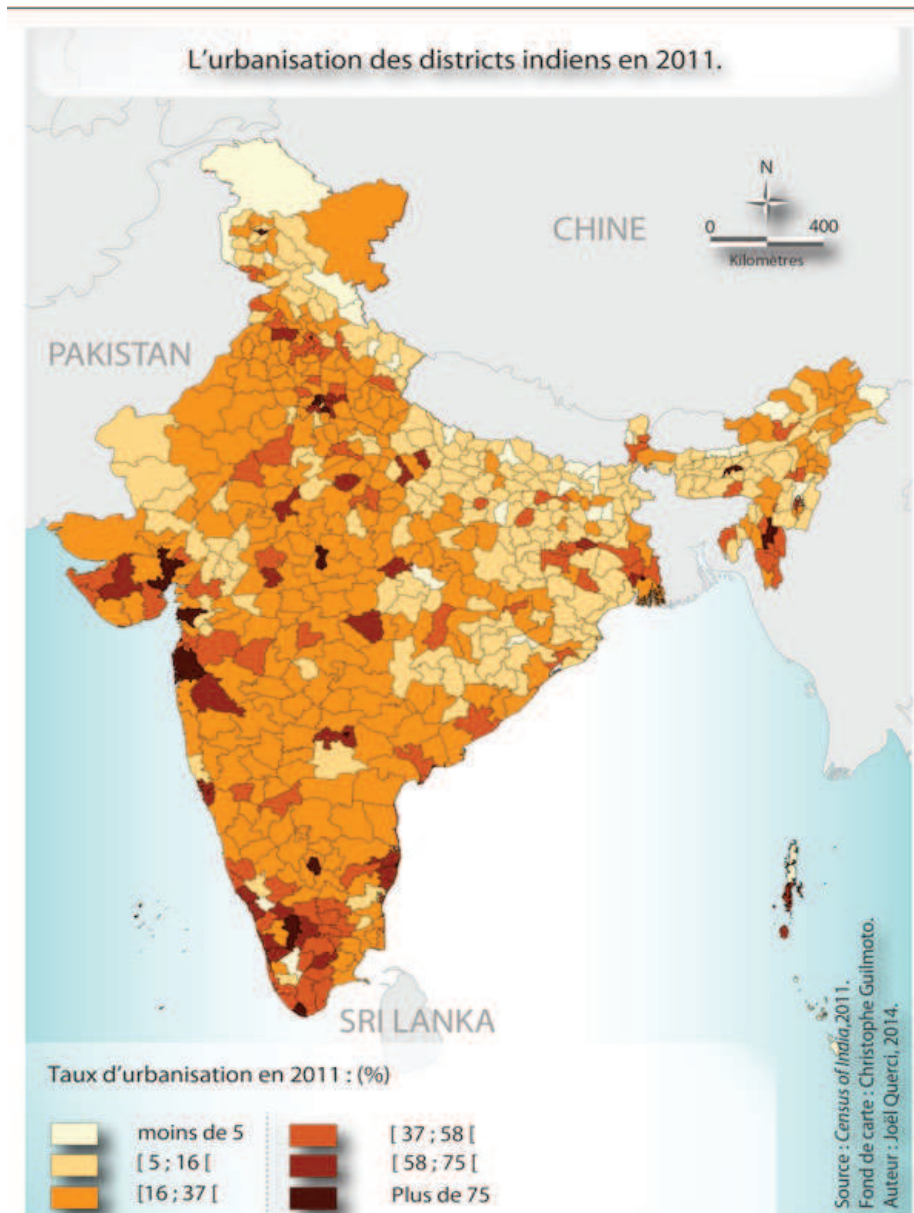 L'urbanisation des districts indiens en 2011.
N
0 400
Kilomètres
CHINE
PAKISTAN
SRI LANKA
Taux d'urbanisation en 2011 : (%)
moins de 5
[ 5 ; 16 [
[16 ; 37 [
[ 37 ; 58 [
[ 58 ; 75 [
Plus de 75
Source : Census of India,2011.
Fond de carte : Christophe Guilmoto.
Auteur : Joël Querci, 2014.